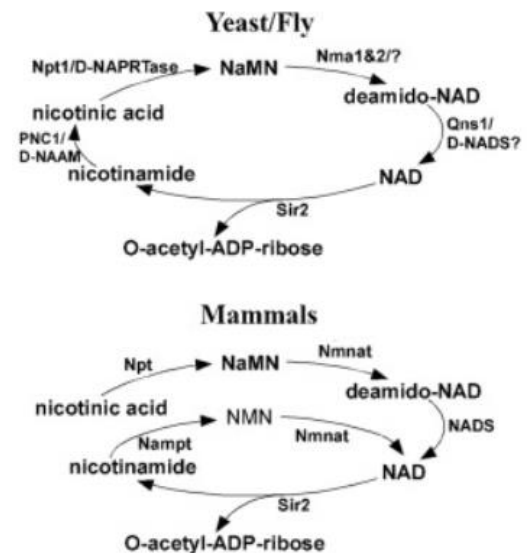 Yeast/Fly
Npt1/D-NAPRTase
NaMN
Nma1&2/?
nicotinic acid
deamido-NAD
PNC1/
D-NAAM
Qns1/
D-NADS?
nicotinamide
NAD
Sir2
O-acetyl-ADP-ribose
Mammals
Npt
NaMN
Nmnat
nicotinic acid
deamido-NAD
NMN
Nampt
Nmnat
NADS
nicotinamide
NAD
Sir2
O-acetyl-ADP-ribose